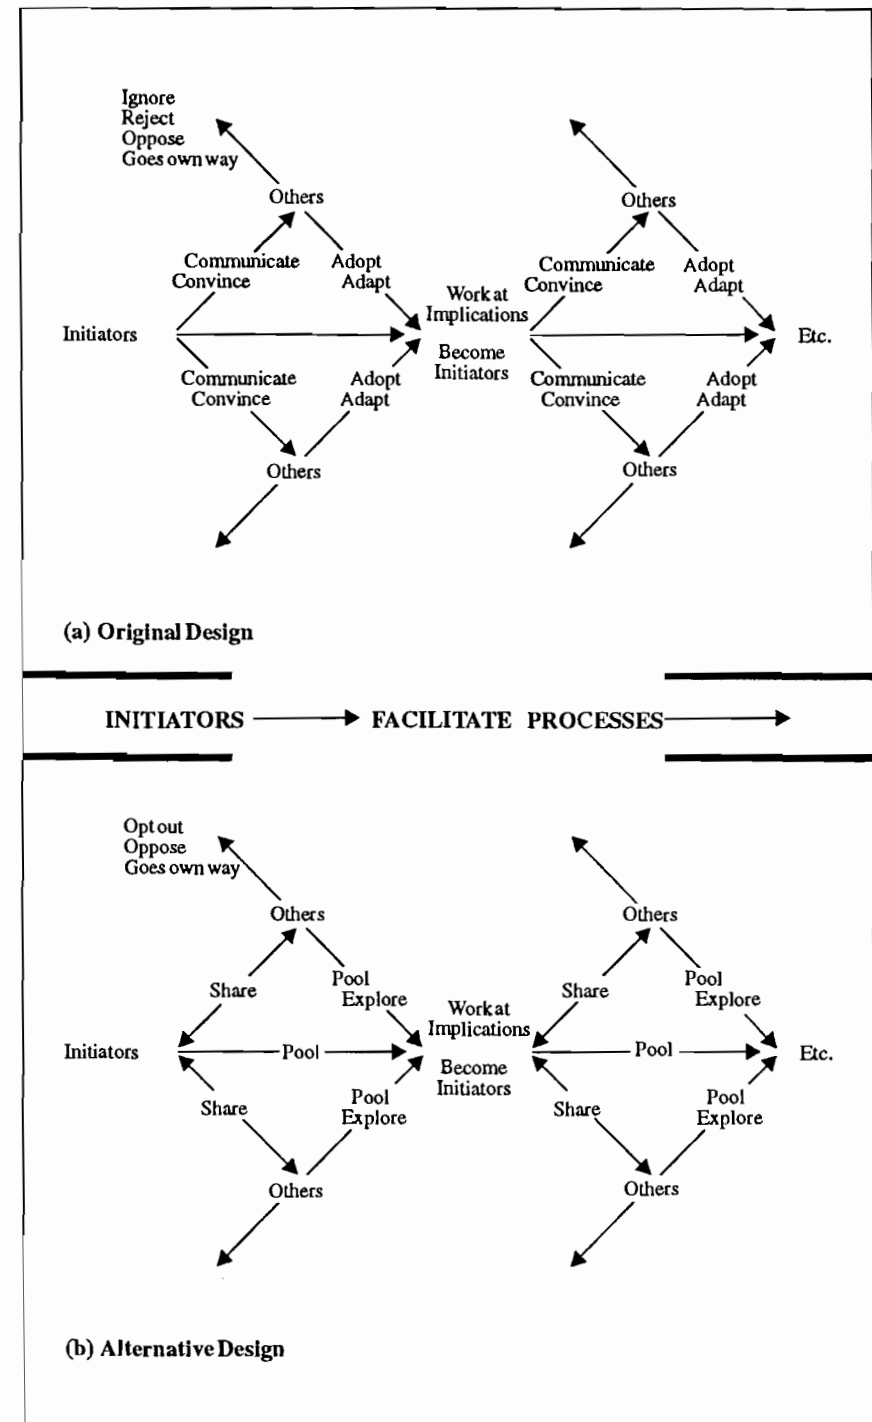 Ignore
Reject
Oppose
Goes own way
Others
Others
Communicate
Convince
Adopt
Adapt
Communicate
Convince
Adopt
Adapt
Initiators
Work at
Implications
Become
Initiators
Etc.
Communicate
Convince
Adopt
Adapt
Communicate
Convince
Adopt
Adapt
Others
Others
(a) Original Design
INITIATORS FACILITATE PROCESSES
Opt out
Oppose
Goes own way
Others
Others
Share
Pool
Explore
Share
Pool
Explore
Initiators
Pool
Work at
Implications
Become
Initiators
Pool
Etc.
Share
Pool
Explore
Share
Pool
Explore
Others
Others
(b) Alternative Design